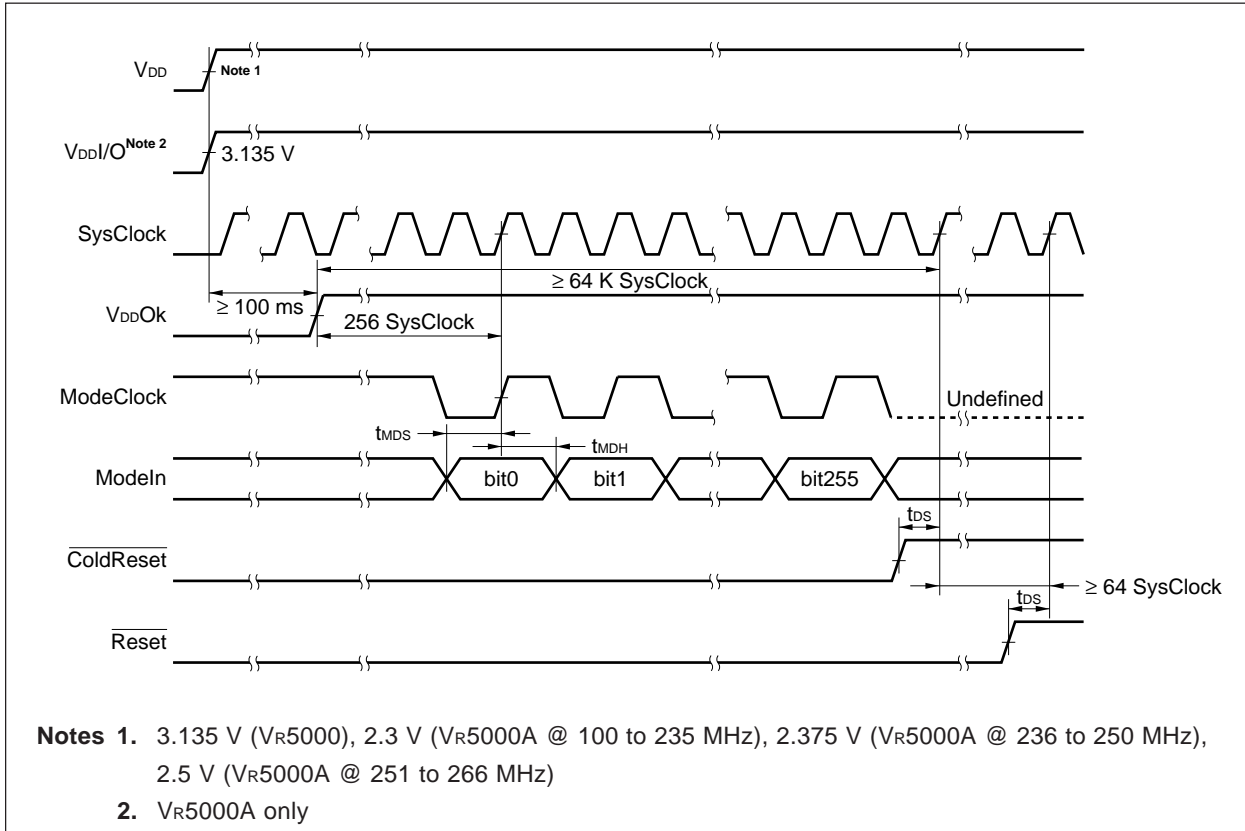 VDD
Note 1
VDDI/O Note 2
3.135 V
SysClock
≥ 64 K SysClock
≥ 100 ms
VDDOk
256 SysClock
ModeClock
Undefined
tMDS
tMDH
ModeIn
bit0
bit1
bit255
tDS
ColdReset
≥ 64 SysClock
tDS
Reset
Notes 1. 3.135 V (VR5000), 2.3 V (VR5000A @ 100 to 235 MHz), 2.375 V (VR5000A @ 236 to 250 MHz),
2.5 V (VR5000A @ 251 to 266 MHz)
2. VR5000A only